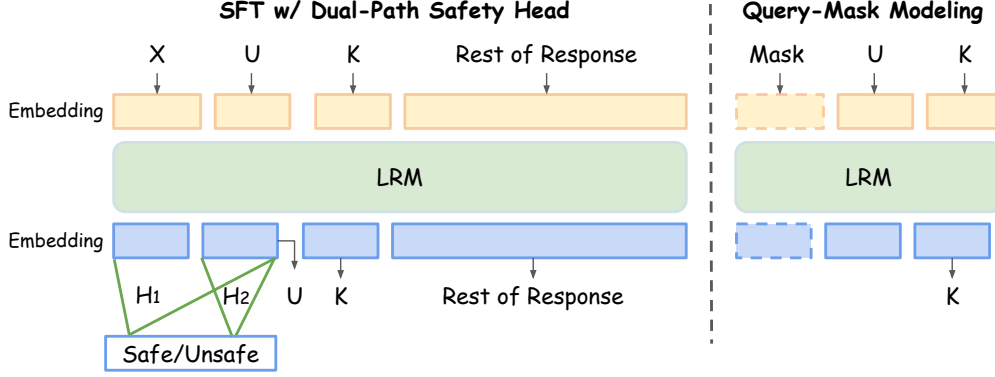 SFT w/ Dual-Path Safety Head
Query-Mask Modeling
X U K Rest of Response
Mask U K
Embedding
LRM
LRM
Embedding
H1 H2 U K Rest of Response
K
Safe/Unsafe